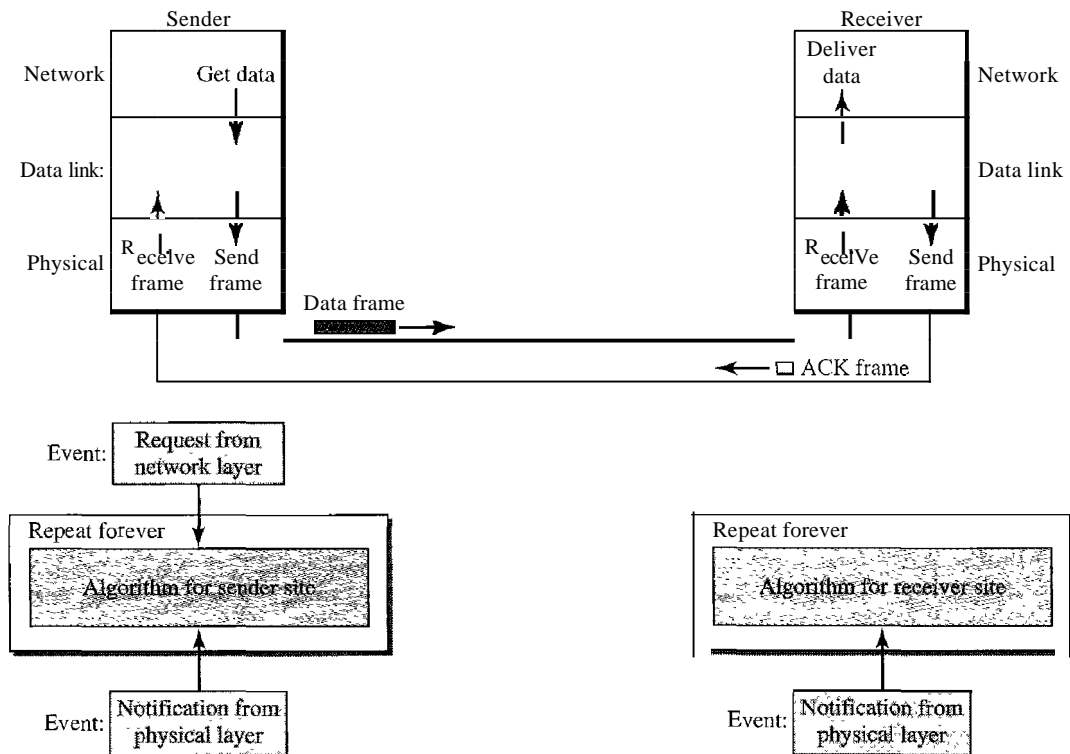 Sender
Receiver
Network
Get data
Deliver
data
Network
Data link:
Data link
Physical
Receive
frame
Send
frame
ReceiVe
frame
Send
frame
Physical
Data frame
ACK frame
Event:
Request from
network layer
Repeat forever
Algorithm for sender site
Repeat forever
Algorithm for receiver site
Event:
Notification from
physical layer
Event:
Notification from
physical layer